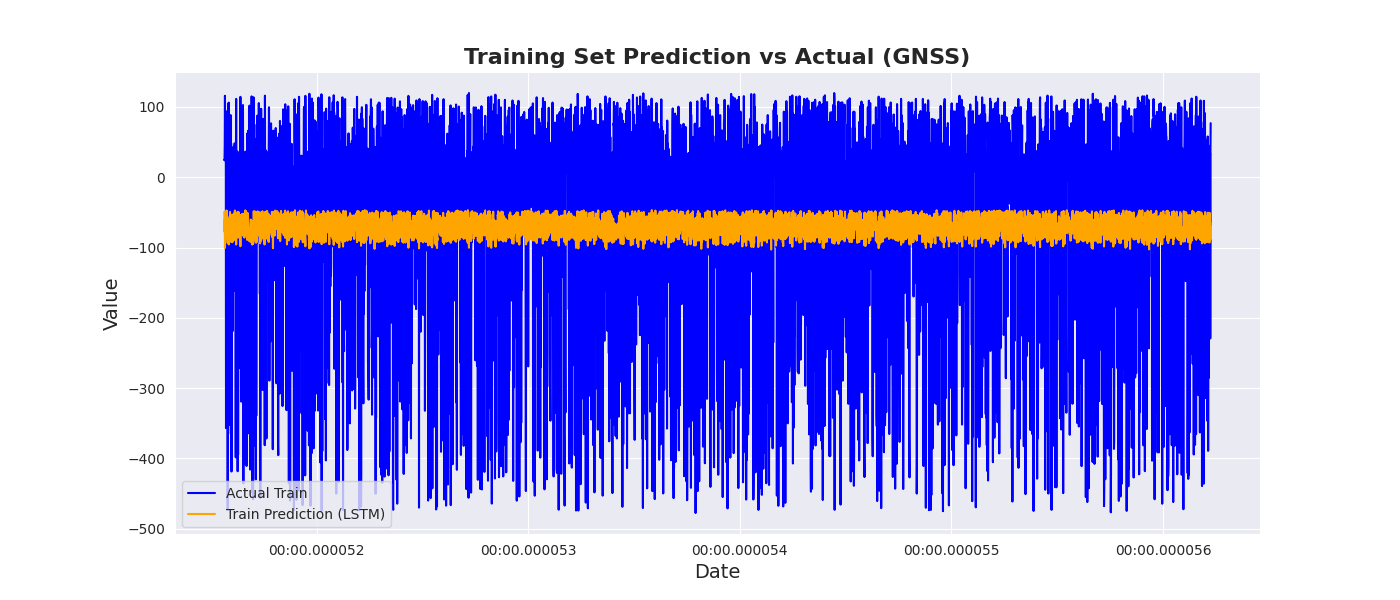 Training Set Prediction vs Actual (GNSS)
Value
100
0
−100
−200
−300
−400
−500
Actual Train
Train Prediction (LSTM)
00:00.000052
00:00.000053
00:00.000054
00:00.000055
00:00.000056
Date